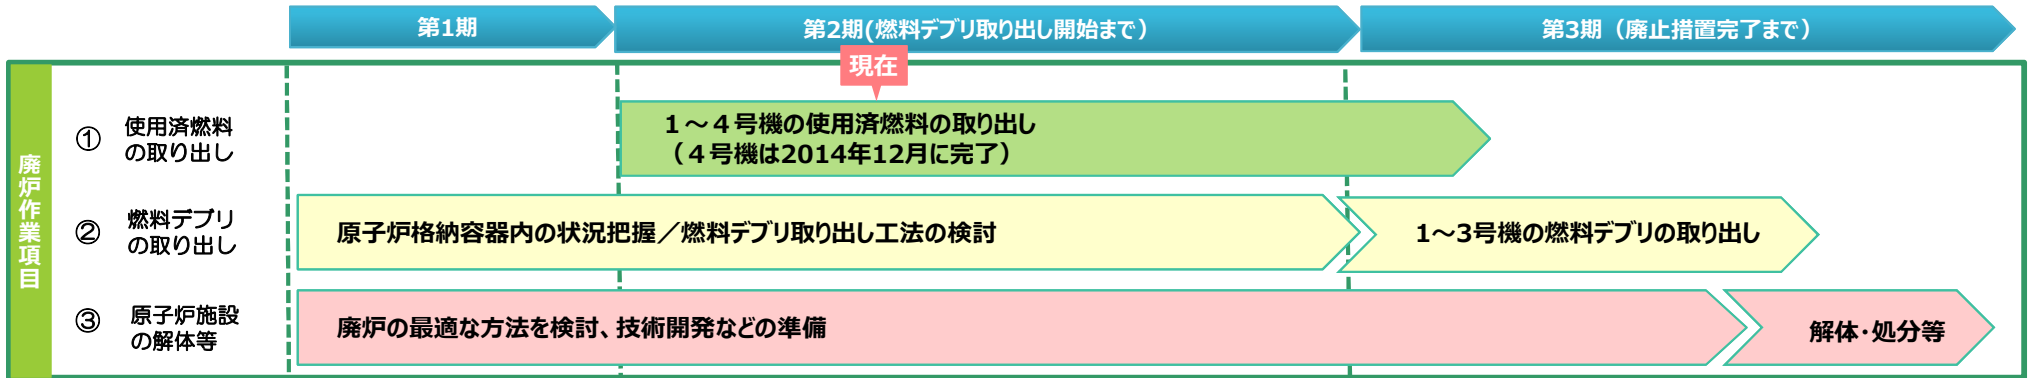 第1期
第2期(燃料デブリ取り出し開始まで）
第3期（廃止措置完了まで）
現在
廃炉作業項目
①
使用済燃料
の取り出し
１～４号機の使用済燃料の取り出し
（４号機は2014年12月に完了）
②
燃料デブリ
の取り出し
原子炉格納容器内の状況把握／燃料デブリ取り出し工法の検討
1～3号機の燃料デブリの取り出し
③
原子炉施設
の解体等
廃炉の最適な方法を検討、技術開発などの準備
解体・処分等